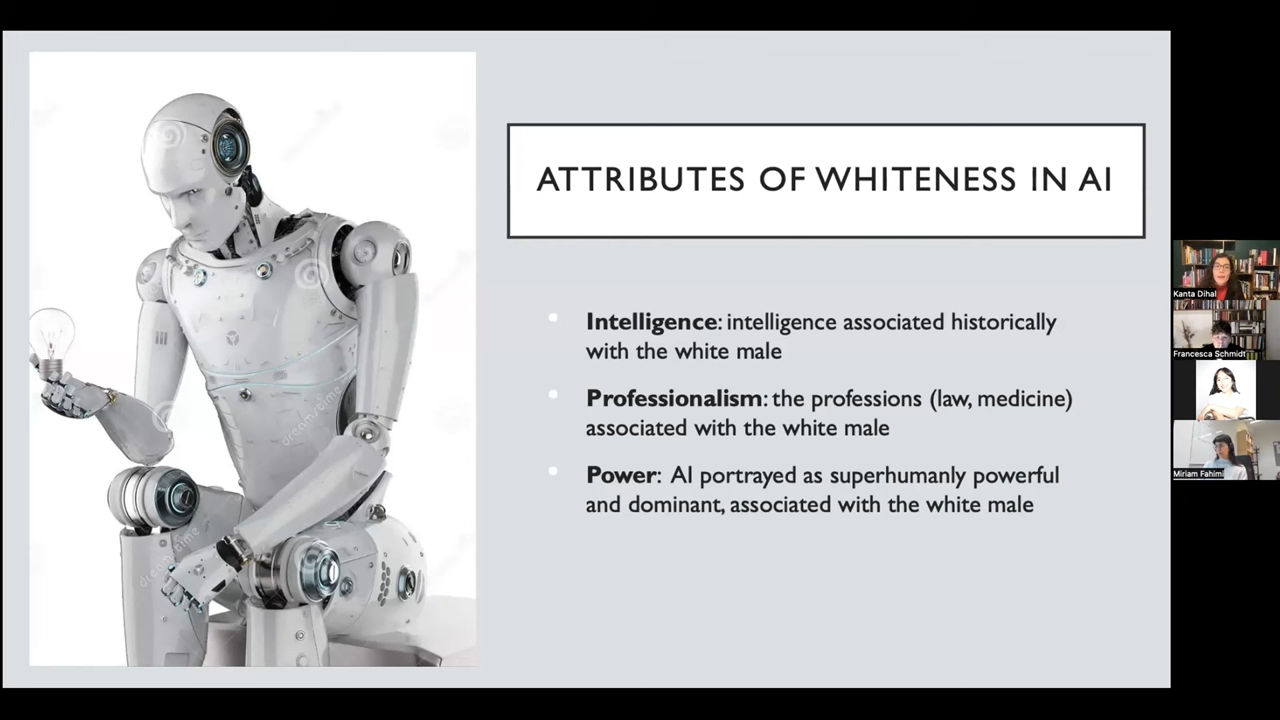 ATTRIBUTES OF WHITENESS IN AI
Intelligence: intelligence associated historically
with the white male
Professionalism: the professions (law, medicine)
associated with the white male
Power: AI portrayed as superhumanly powerful
and dominant, associated with the white male
Kanta Dihal
Francesca Schmidt
Miriam Fahimi
dreamstime
dreamstime